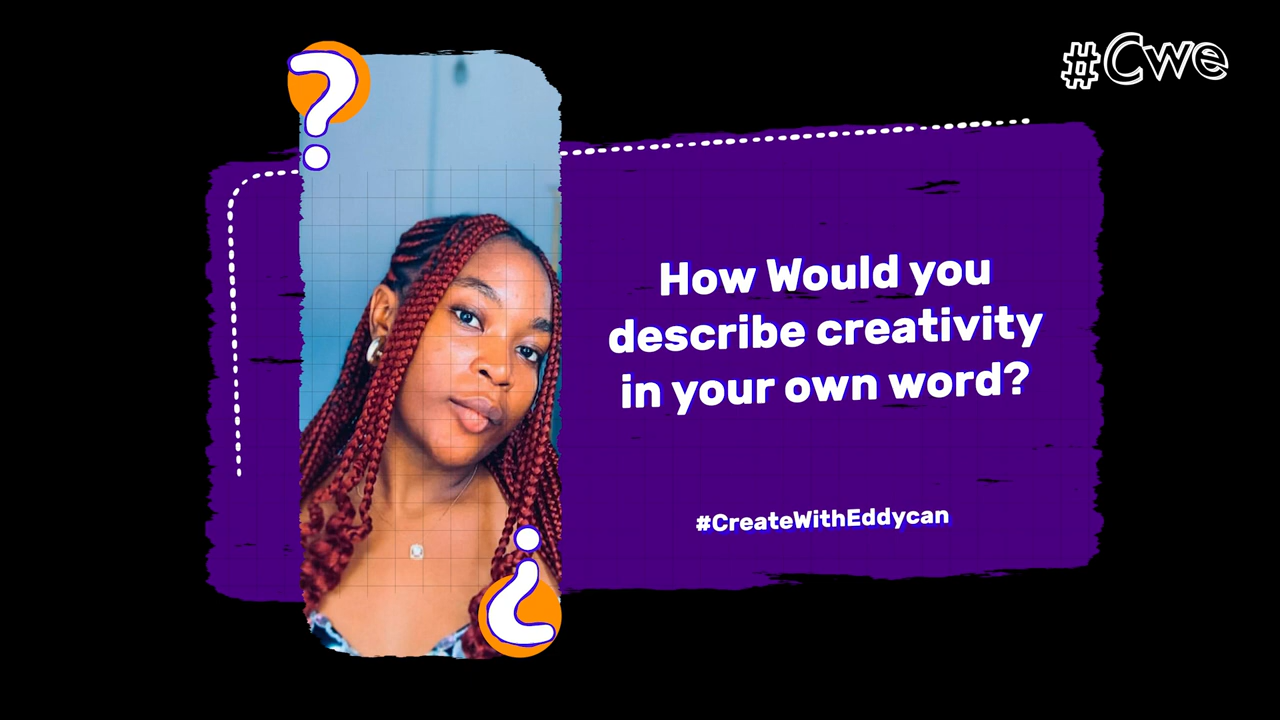 #Cwe
?
How Would you
describe creativity
in your own word?
#CreateWithEddycan
¿